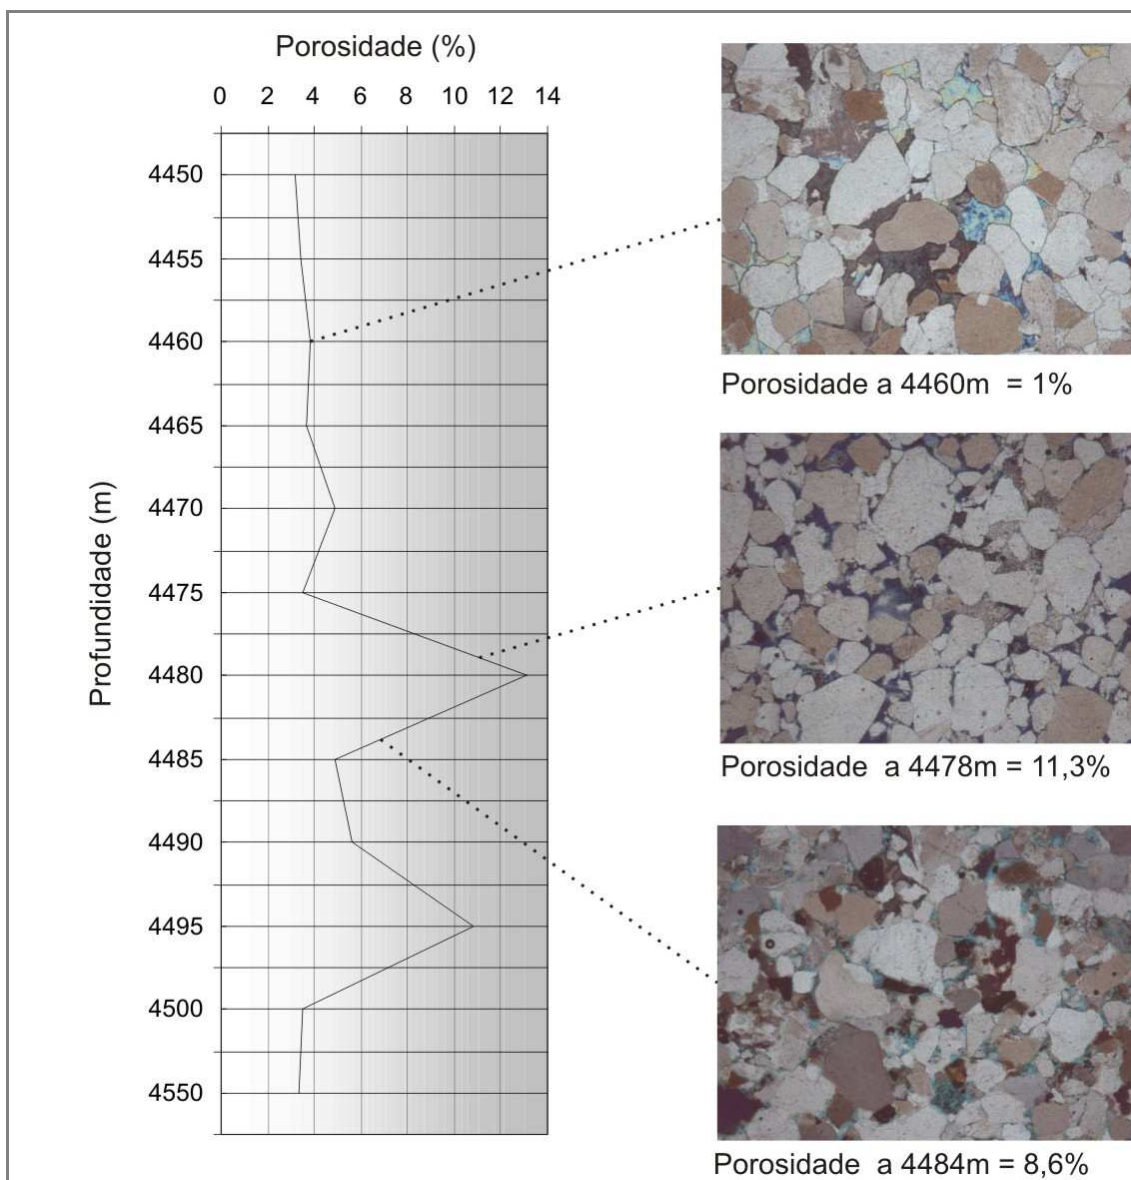 Porosidade (%)
0 2 4 6 8 10 12 14
Profundidade (m)
4450
4455
4460
4465
4470
4475
4480
4485
4490
4495
4500
4550
Porosidade a 4460m = 1%
Porosidade a 4478m = 11,3%
Porosidade a 4484m = 8,6%